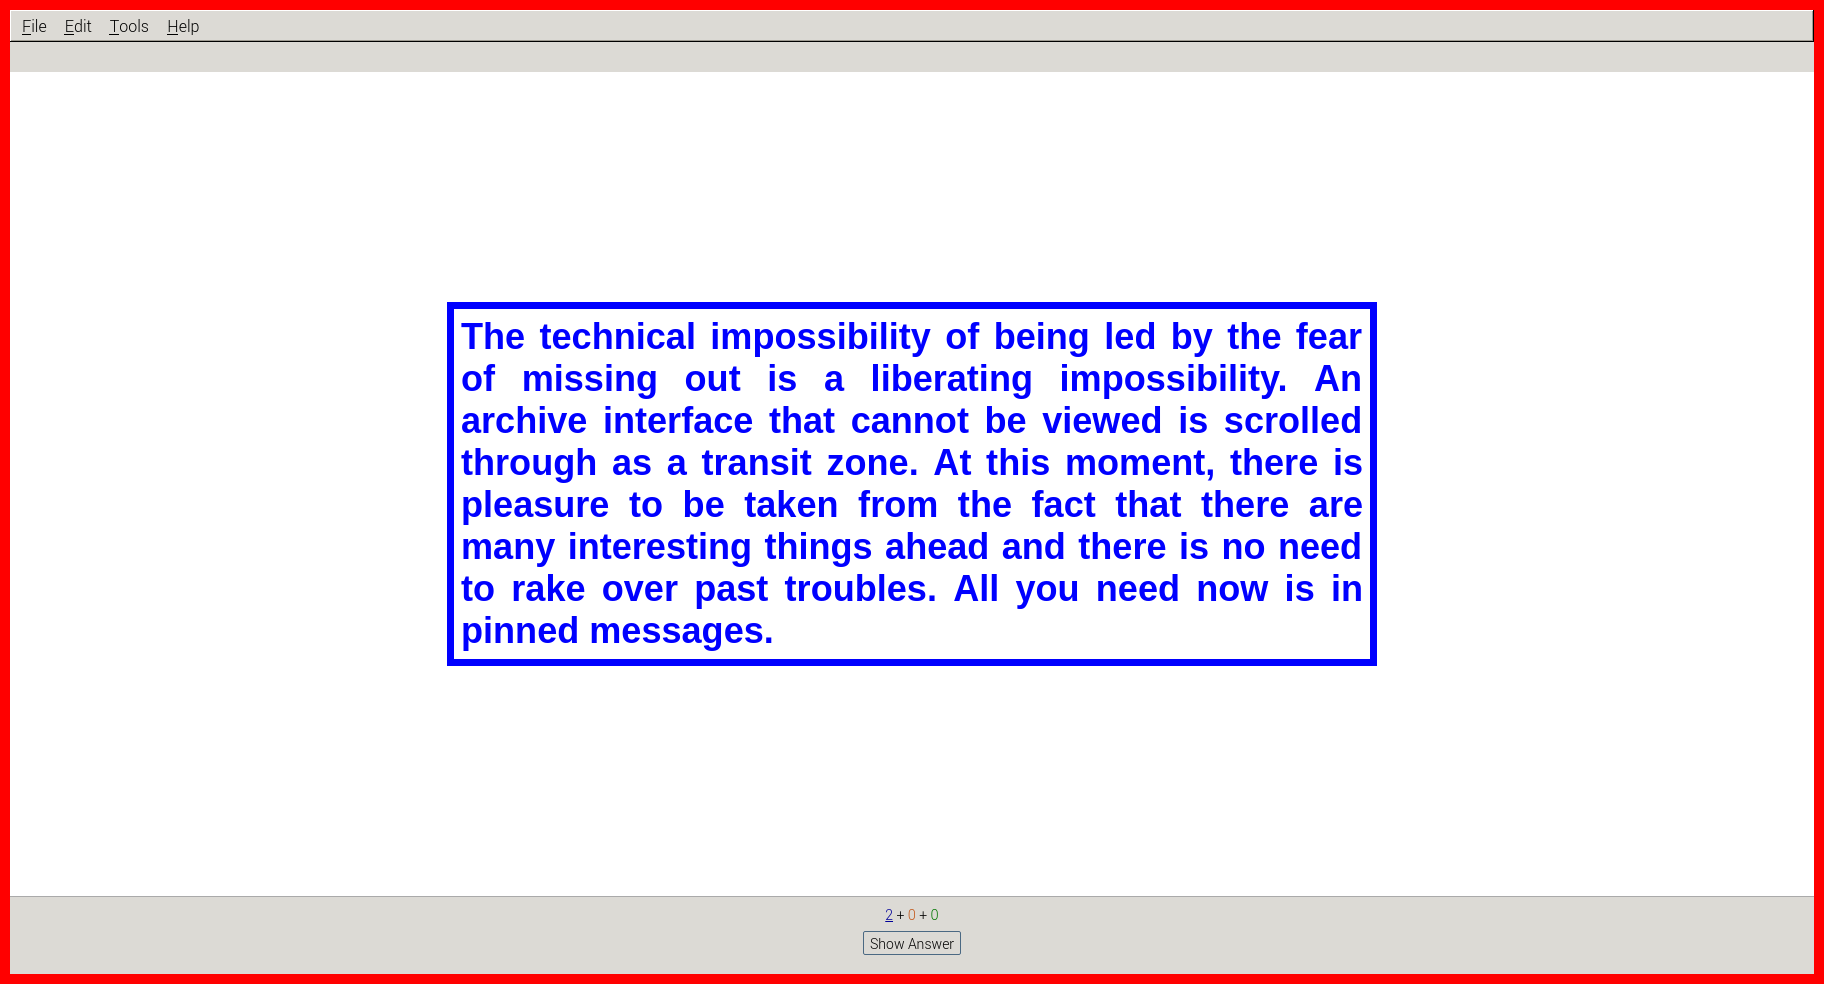 File Edit Tools Help
The technical impossibility of being led by the fear
of missing out is a liberating impossibility. An
archive interface that cannot be viewed is scrolled
through as a transit zone. At this moment, there is
pleasure to be taken from the fact that there are
many interesting things ahead and there is no need
to rake over past troubles. All you need now is in
pinned messages.
2 + 0 + 0
Show Answer